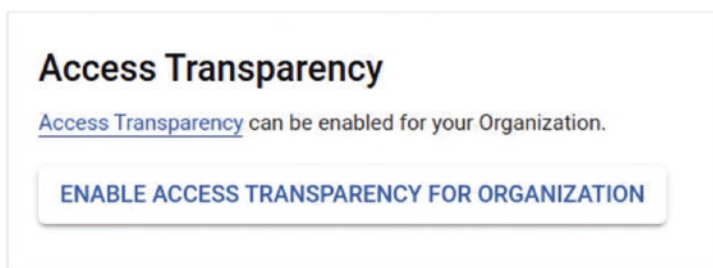 Access Transparency
Access Transparency can be enabled for your Organization.
ENABLE ACCESS TRANSPARENCY FOR ORGANIZATION